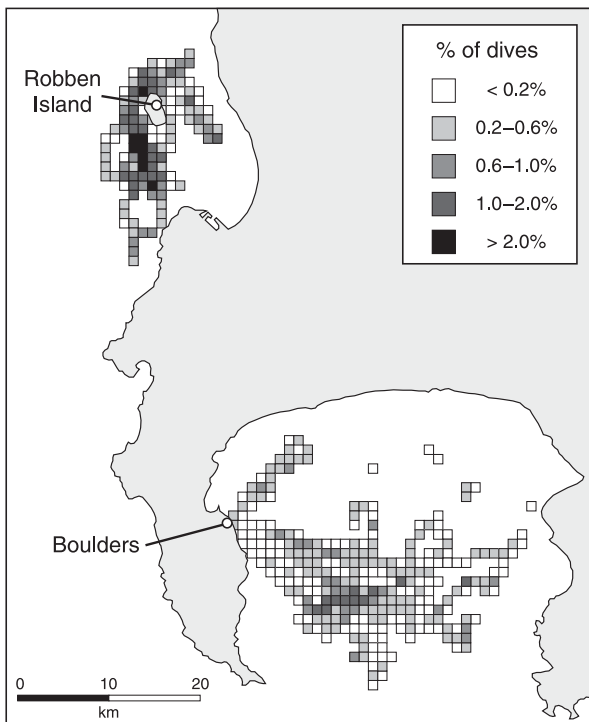 % of dives
Robben
Island
< 0.2%
0.2–0.6%
0.6–1.0%
1.0–2.0%
> 2.0%
Boulders
0 10 20
km